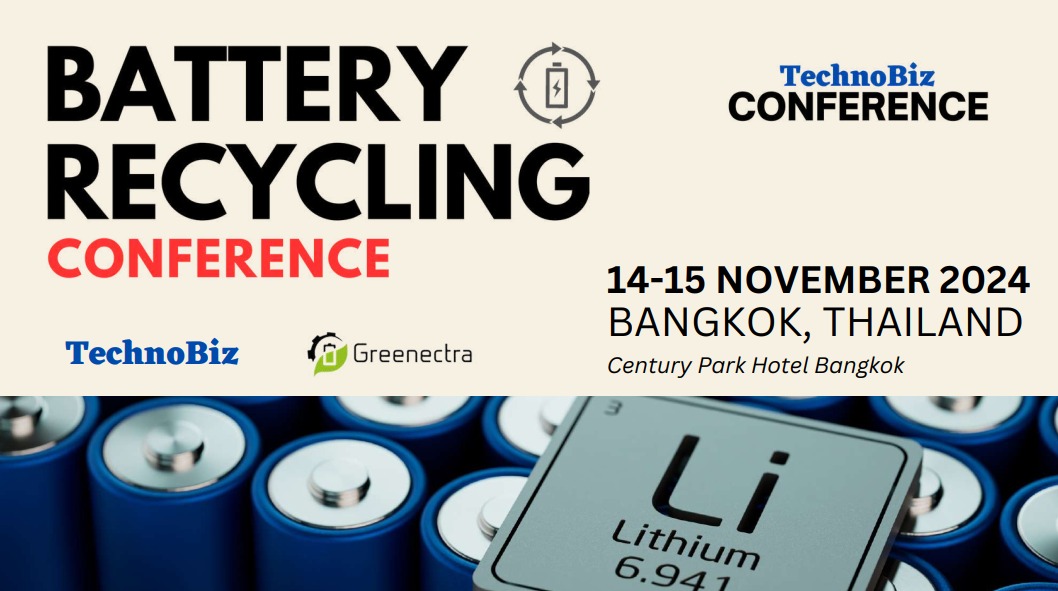 BATTERY
RECYCLING
CONFERENCE
TechnoBiz
CONFERENCE
14-15 NOVEMBER 2024
BANGKOK, THAILAND
Century Park Hotel Bangkok
TechnoBiz
Greenectra
3
Li
Lithium
6.941